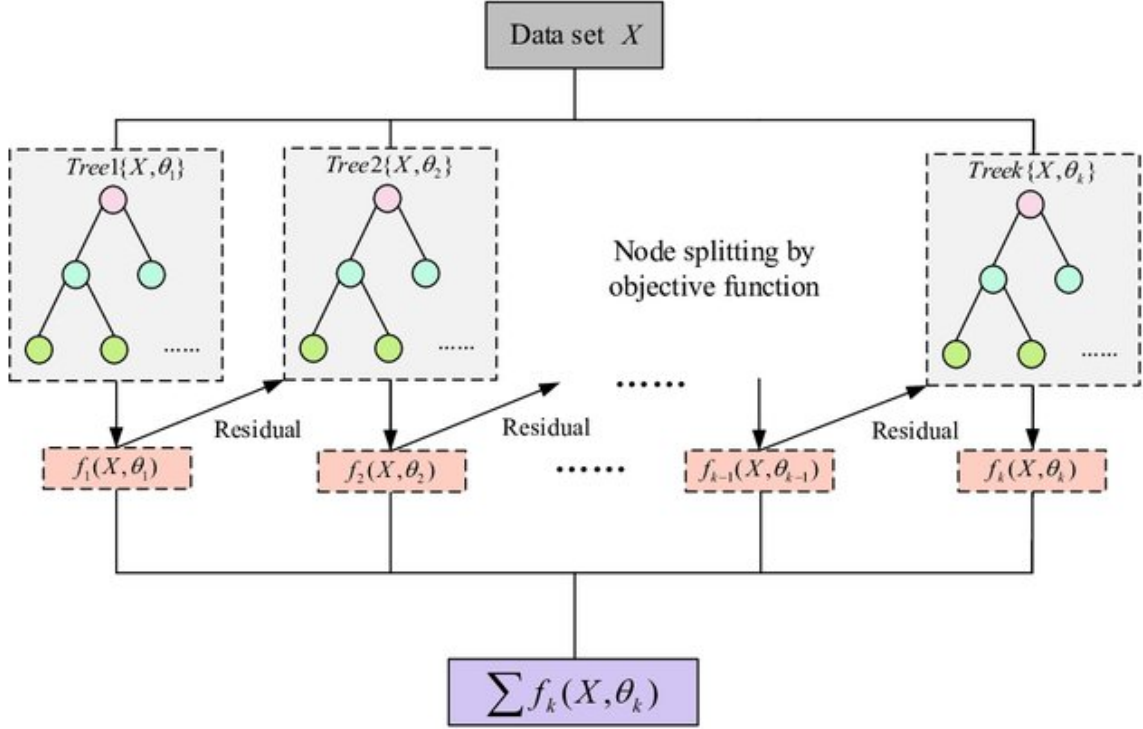 Data set X
Tree1{X,θ₁}
Tree2{X,θ₂}
Treek{X,θₖ}
Node splitting by
objective function
......
......
......
......
Residual
Residual
Residual
f₁(X,θ₁)
f₂(X,θ₂)
......
fₖ₋₁(X,θₖ₋₁)
fₖ(X,θₖ)
∑fₖ(X,θₖ)